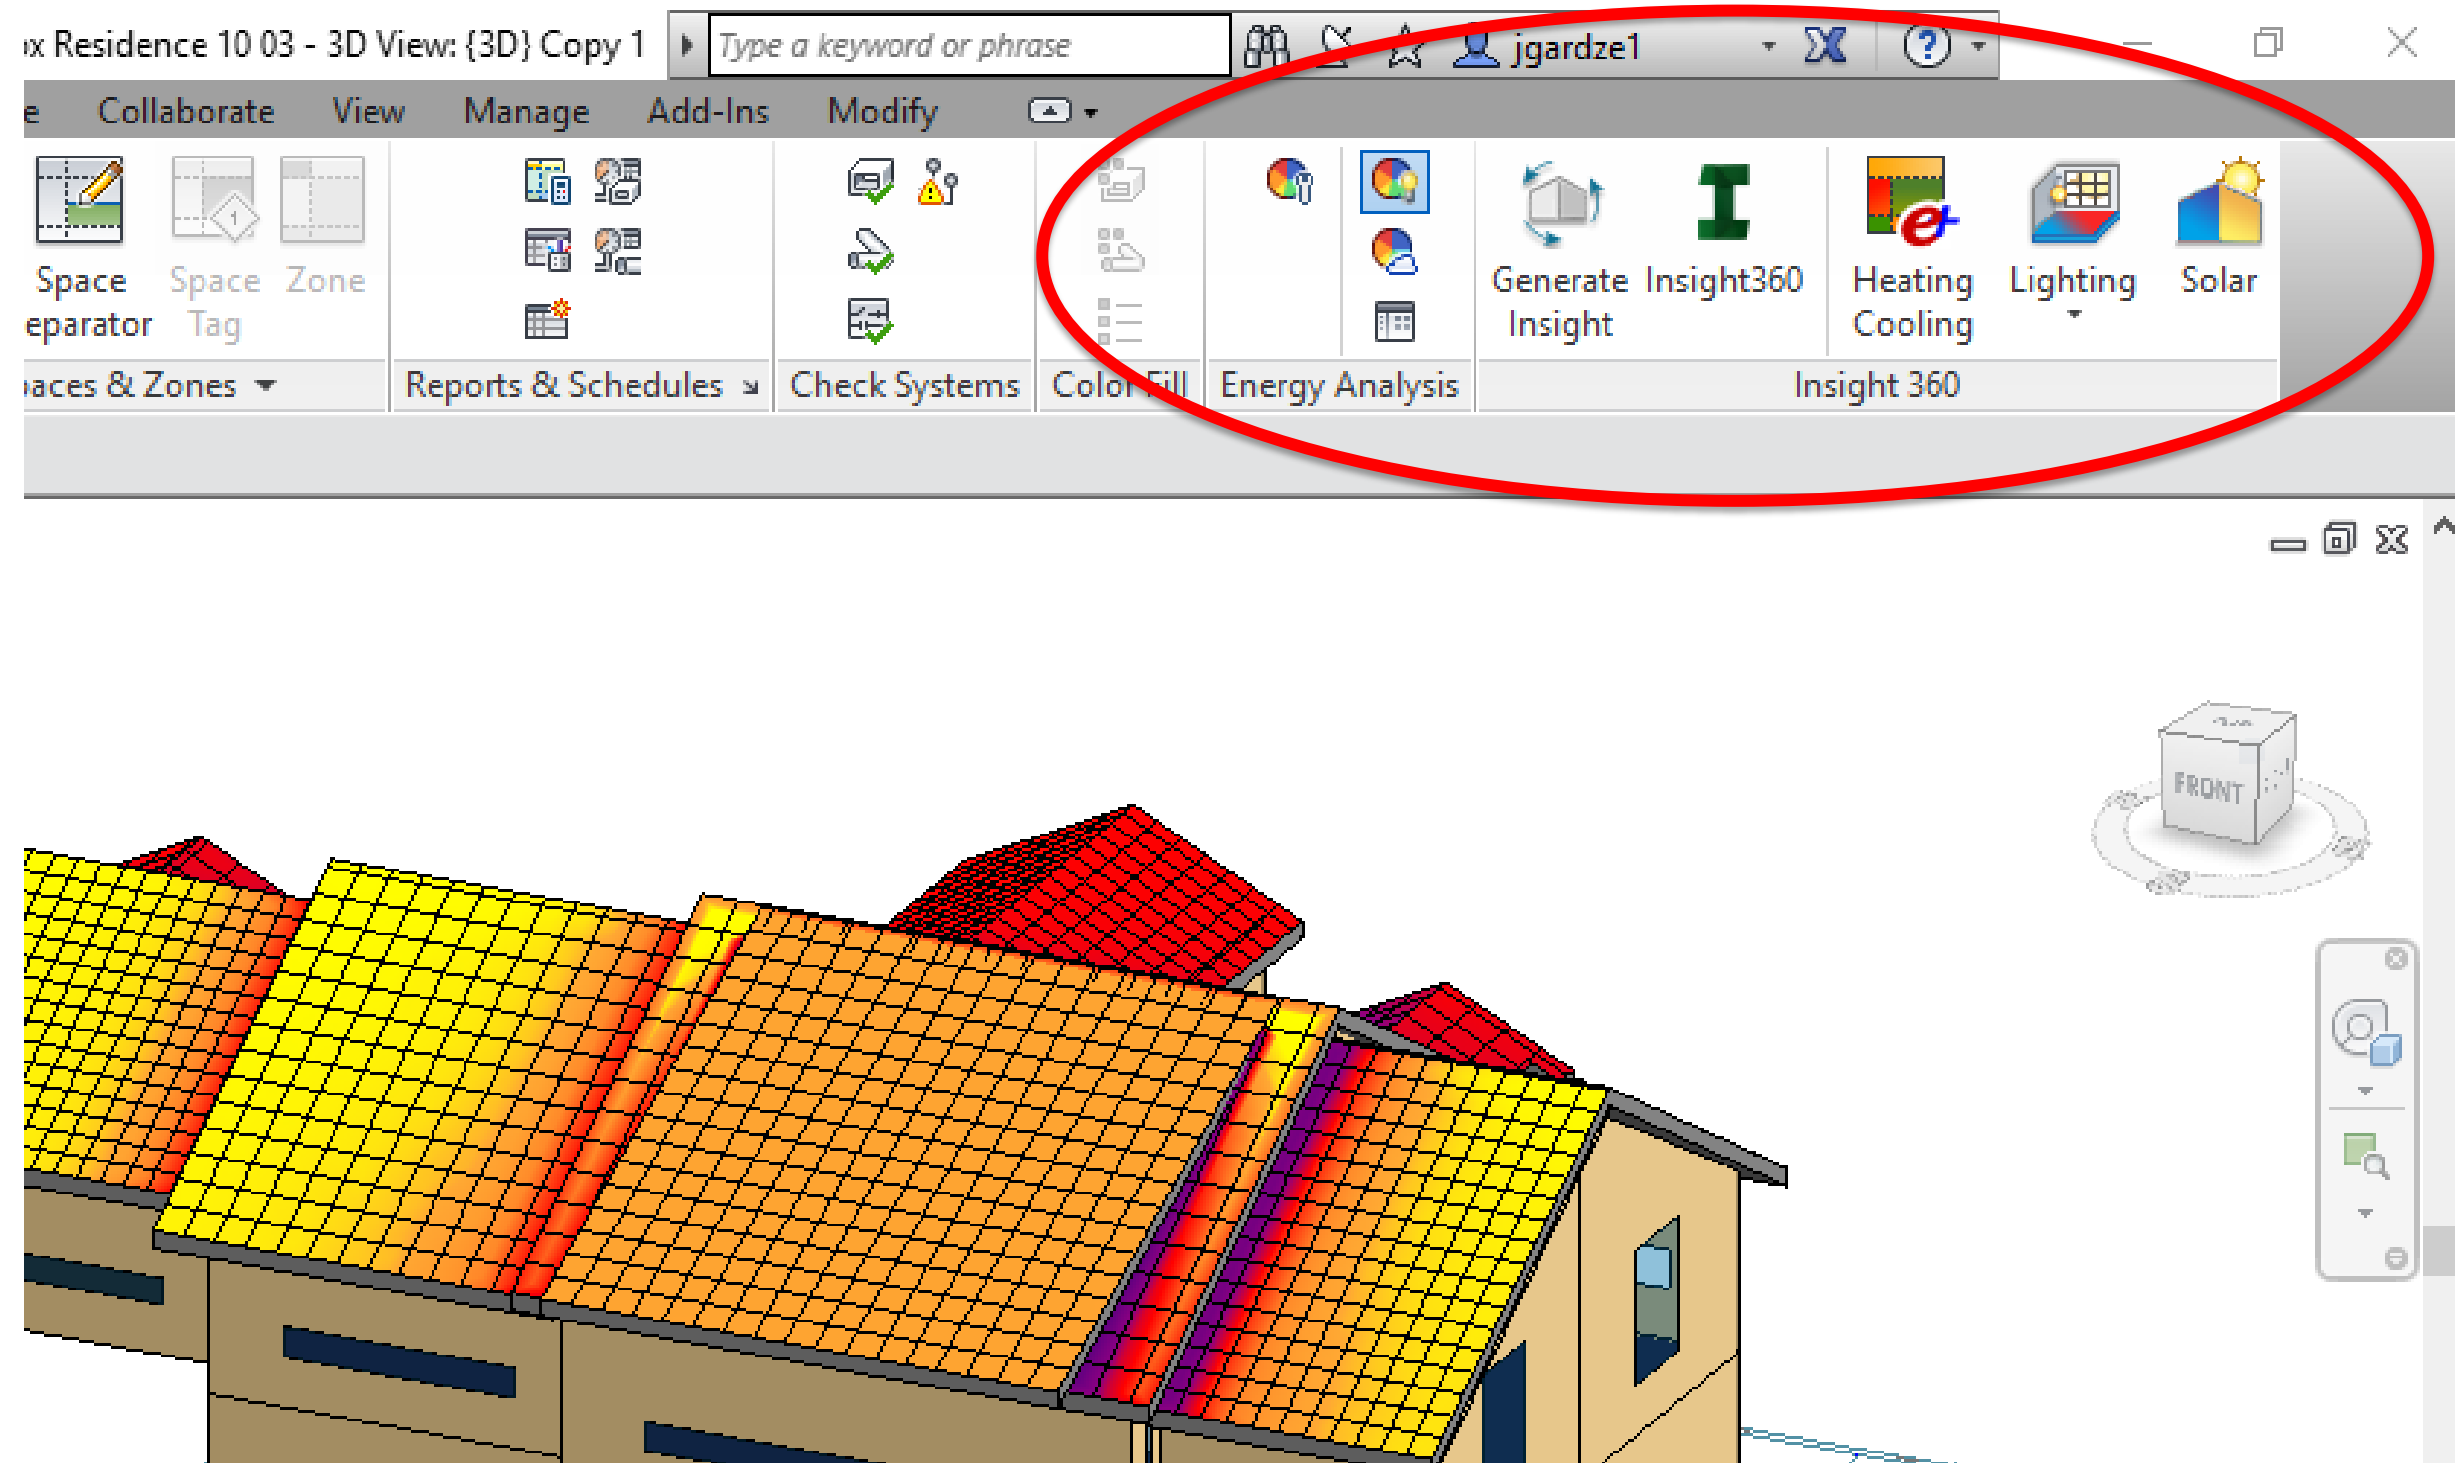 x Residence 10 03 - 3D View: {3D} Copy 1
Type a keyword or phrase
jgardze1
?
e Collaborate View Manage Add-Ins Modify
Space
eparator
Space
Tag
1
Zone
Generate
Insight
Insight360
Heating
Cooling
Lighting
Solar
aces & Zones
Reports & Schedules
Check Systems
Color Fill
Energy Analysis
Insight 360
FRONT